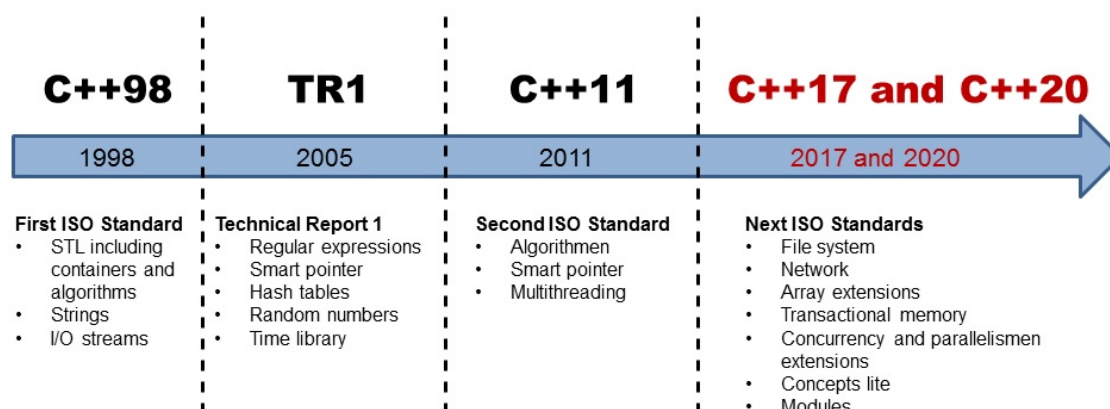 C++98
TR1
C++11
C++17 and C++20
1998
2005
2011
2017 and 2020
First ISO Standard
• STL including
containers and
algorithms
• Strings
• I/O streams
Technical Report 1
• Regular expressions
• Smart pointer
• Hash tables
• Random numbers
• Time library
Second ISO Standard
• Algorithmen
• Smart pointer
• Multithreading
Next ISO Standards
• File system
• Network
• Array extensions
• Transactional memory
• Concurrency and parallelismen
extensions
• Concepts lite
• Modules